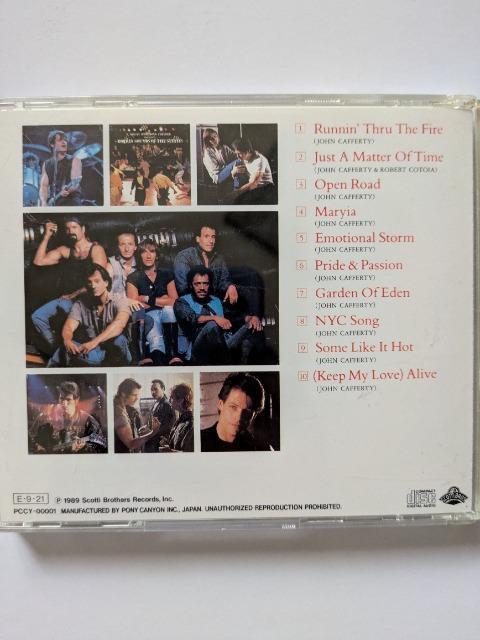 1 Runnin' Thru The Fire
(JOHN CAFFERTY)
2 Just A Matter Of Time
(JOHN CAFFERTY & ROBERT COTOIA)
3 Open Road
(JOHN CAFFERTY)
4 Maryia
(JOHN CAFFERTY)
5 Emotional Storm
(JOHN CAFFERTY)
6 Pride & Passion
(JOHN CAFFERTY)
7 Garden Of Eden
(JOHN CAFFERTY)
8 NYC Song
(JOHN CAFFERTY)
9 Some Like It Hot
(JOHN CAFFERTY)
10 (Keep My Love) Alive
(JOHN CAFFERTY)
E·9·21 ℗ 1989 Scotti Brothers Records, Inc.
PCCY-00001 MANUFACTURED BY PONY CANYON INC., JAPAN. UNAUTHORIZED REPRODUCTION PROHIBITED.
COMPACT
disc
DIGITAL AUDIO